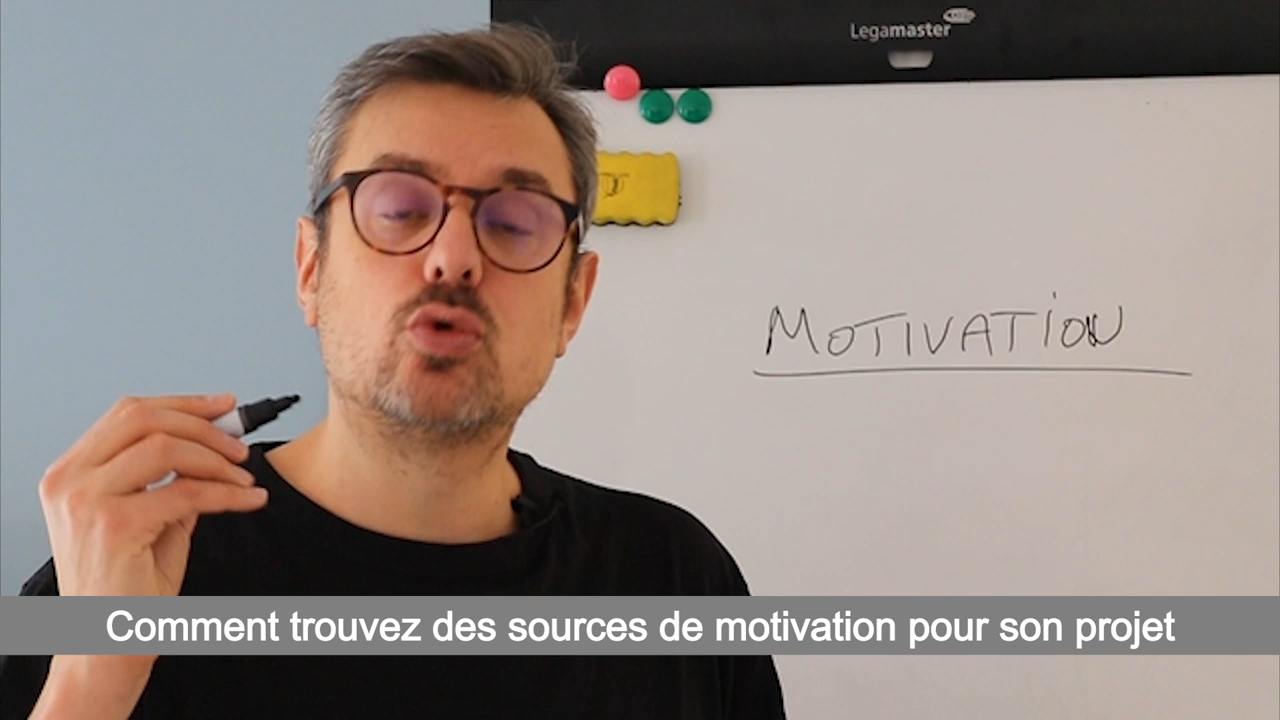 Legamaster
MOTIVATION
Comment trouvez des sources de motivation pour son projet